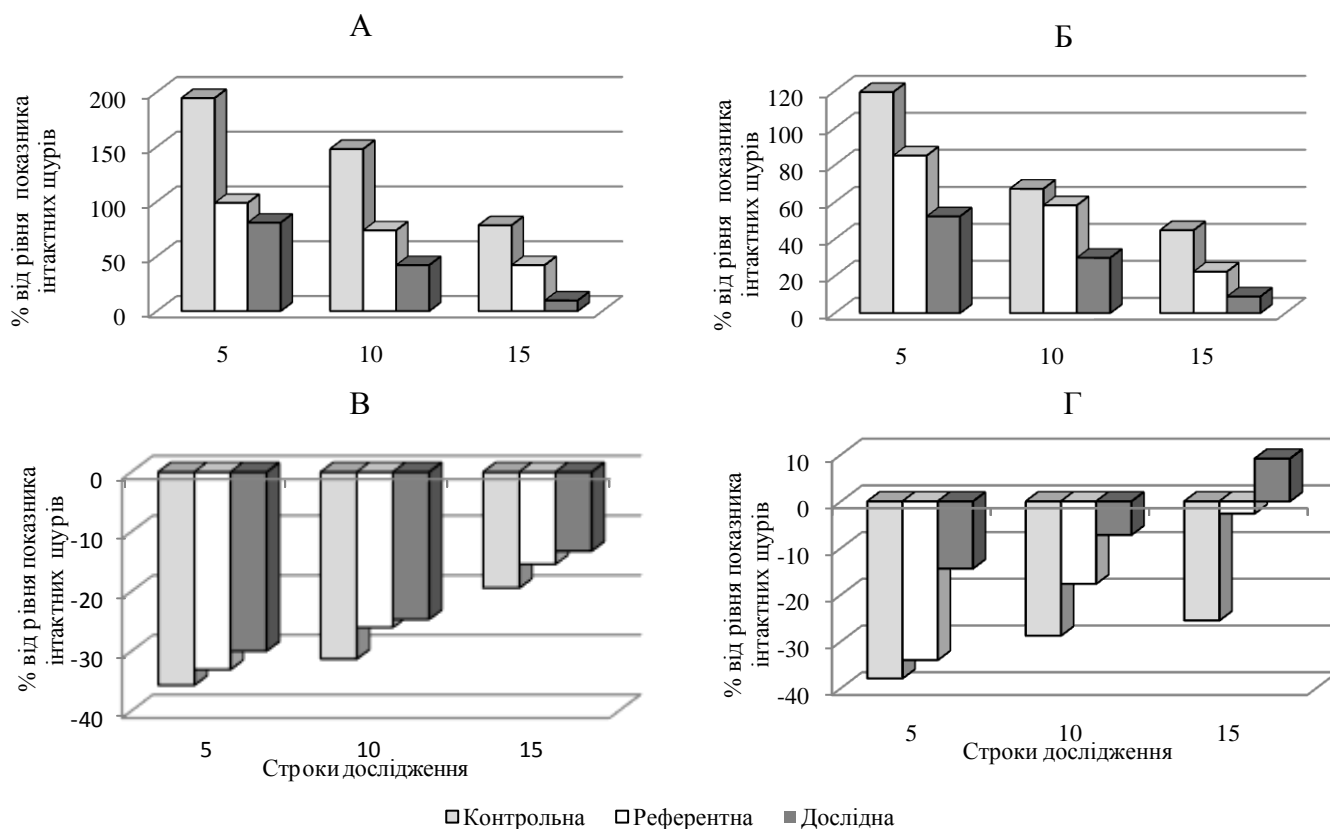 А
% від рівня показника
інтактних щурів
200
150
100
50
0
5 10 15
Б
% від рівня показника
інтактних щурів
120
100
80
60
40
20
0
5 10 15
В
% від рівня показника
інтактних щурів
0
-10
-20
-30
-40
5 10 15
Строки дослідження
Г
% від рівня показника
інтактних щурів
10
0
-10
-20
-30
-40
5 10 15
Строки дослідження
Контрольна Референтна Дослідна